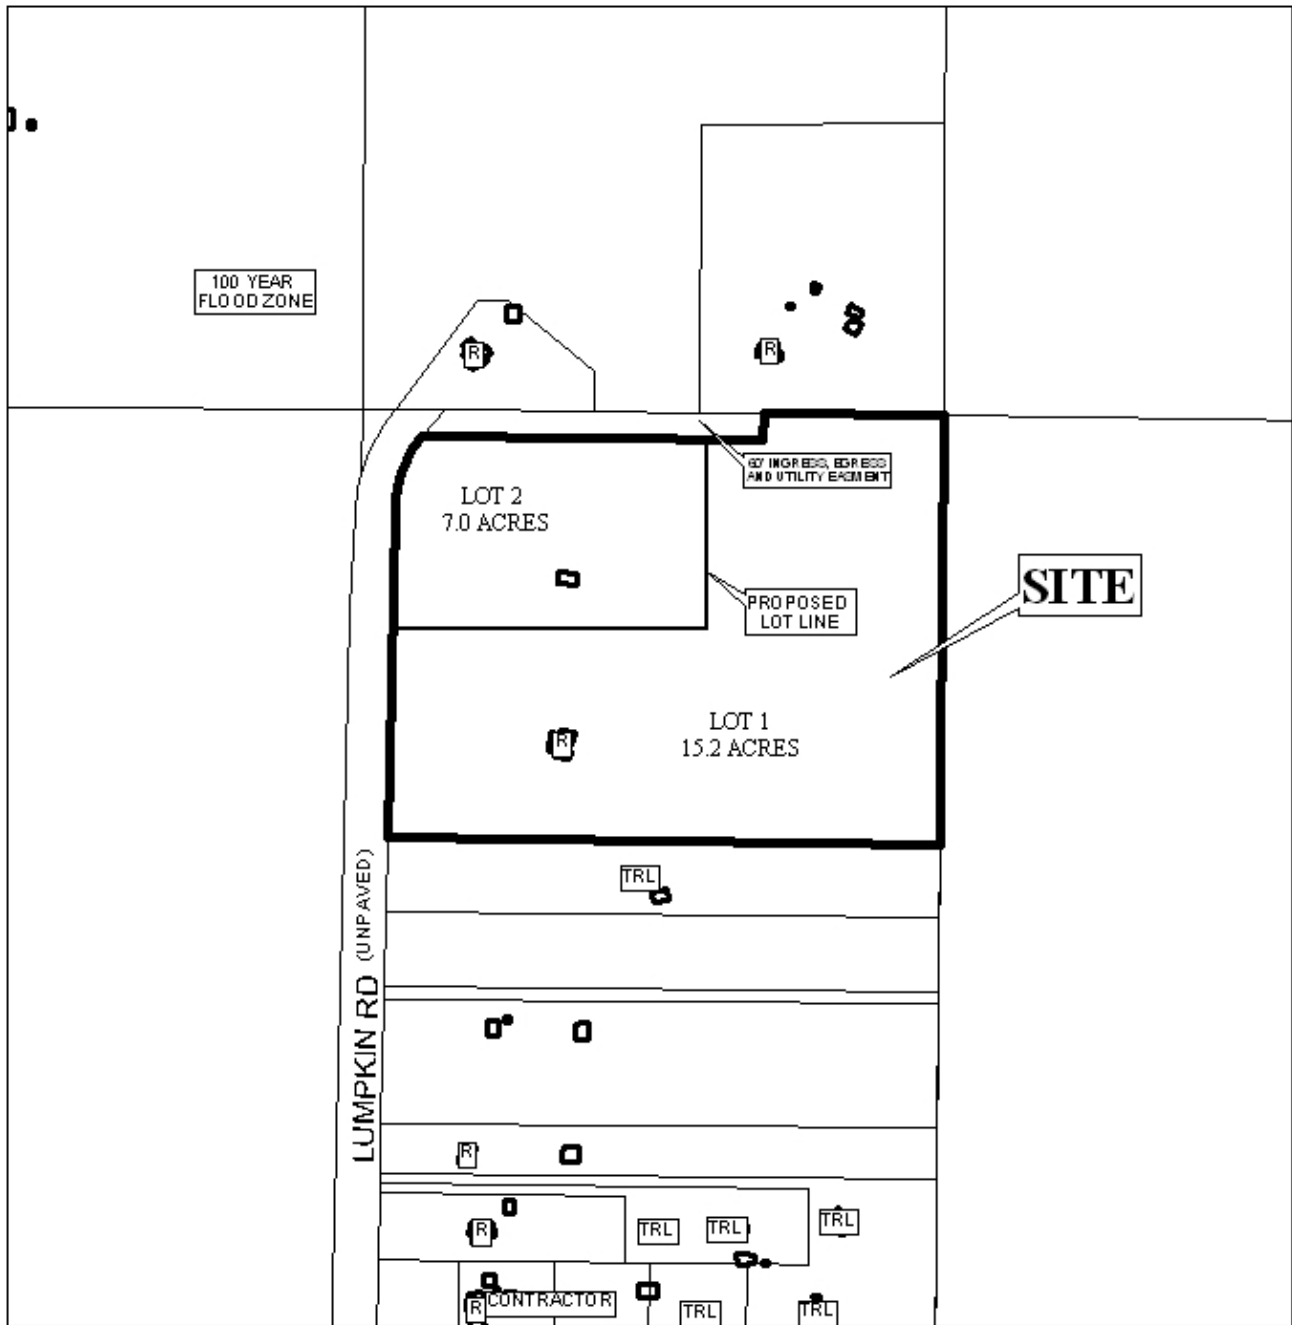 100 YEAR
FLOOD ZONE
R
R
60' INGRESS, EGRESS
AND UTILITY EASMENT
LOT 2
7.0 ACRES
SITE
PROPOSED
LOT LINE
LOT 1
15.2 ACRES
R
TRL
LUMPKIN RD (UNPAVED)
R
R
TRL
TRL
TRL
R
CONTRACTOR
TRL
TRL